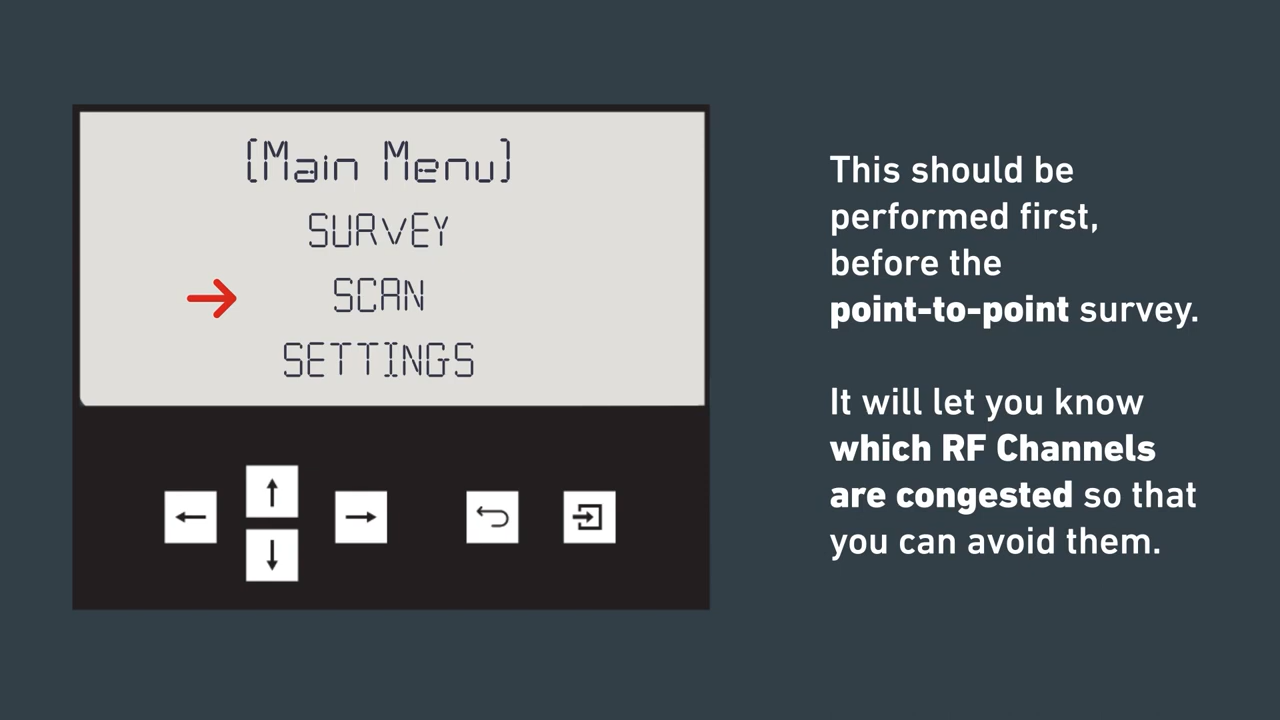 [Main Menu]
SURVEY
SCAN
SETTINGS
This should be
performed first,
before the
point-to-point survey.
It will let you know
which RF Channels
are congested so that
you can avoid them.